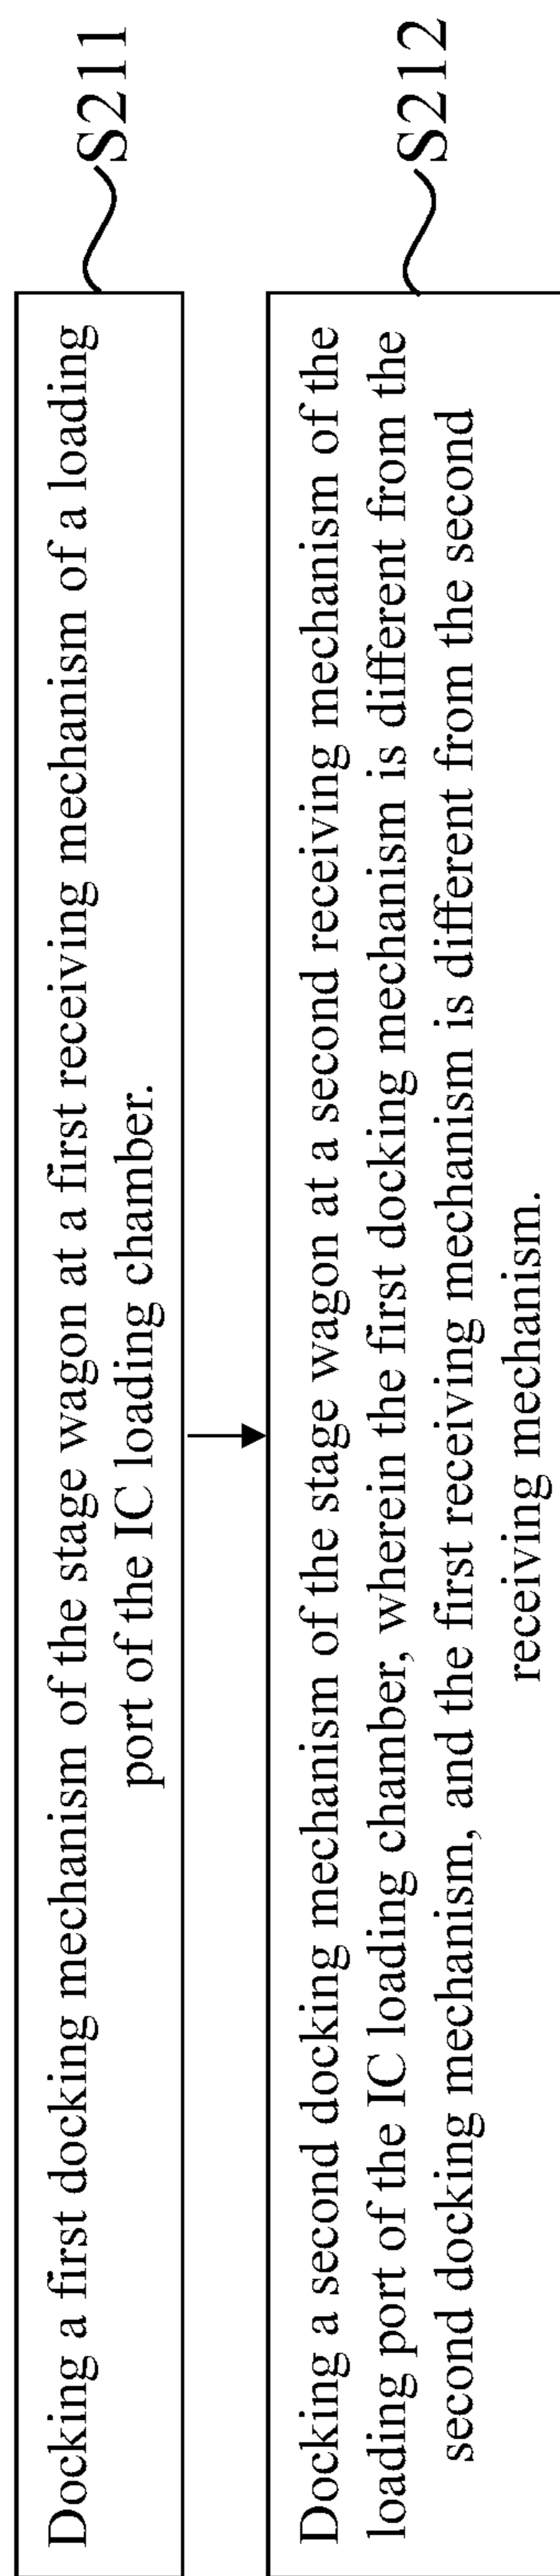 Docking a first docking mechanism of the stage wagon at a first receiving mechanism of a loading
port of the IC loading chamber.
S211
Docking a second docking mechanism of the stage wagon at a second receiving mechanism of the
loading port of the IC loading chamber, wherein the first docking mechanism is different from the
second docking mechanism, and the first receiving mechanism is different from the second
receiving mechanism.
S212